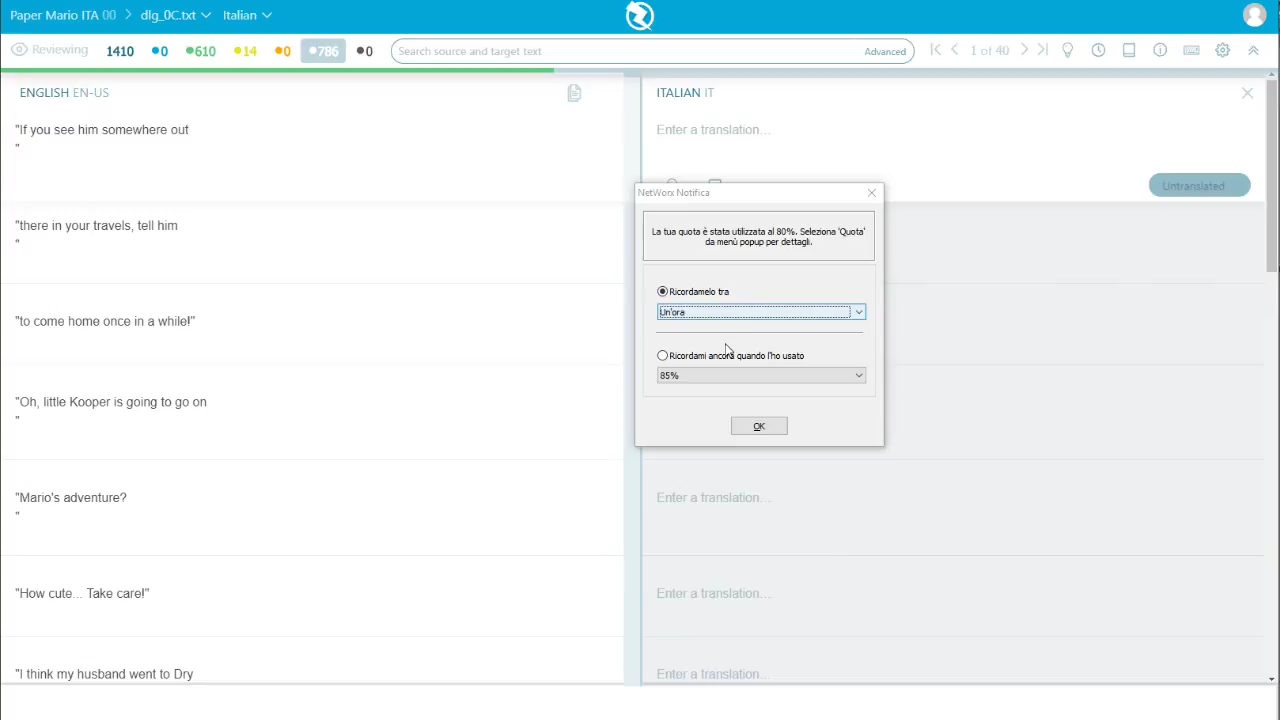 Paper Mario ITA 00 dlg_0C.txt Italian
Reviewing 1410 0 610 14 0 786 0 Search source and target text Advanced 1 of 40
ENGLISH EN-US
ITALIAN IT
"If you see him somewhere out
"
Enter a translation...
Untranslated
"there in your travels, tell him
"
"to come home once in a while!"
"Oh, little Kooper is going to go on
"
"Mario's adventure?
"
Enter a translation...
"How cute... Take care!"
Enter a translation...
"I think my husband went to Dry
Enter a translation...
NetWorx Notifica
La tua quota è stata utilizzata al 80%. Seleziona 'Quota'
da menù popup per dettagli.
Ricordamelo tra
Un'ora
Ricordami ancora quando l'ho usato
85%
OK